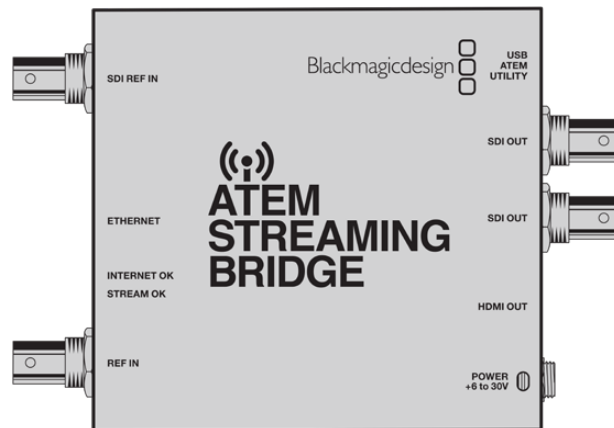 Blackmagicdesign
USB
ATEM
UTILITY
SDI REF IN
SDI OUT
ATEM
STREAMING
BRIDGE
ETHERNET
SDI OUT
INTERNET OK
STREAM OK
HDMI OUT
REF IN
POWER
+6 to 30V